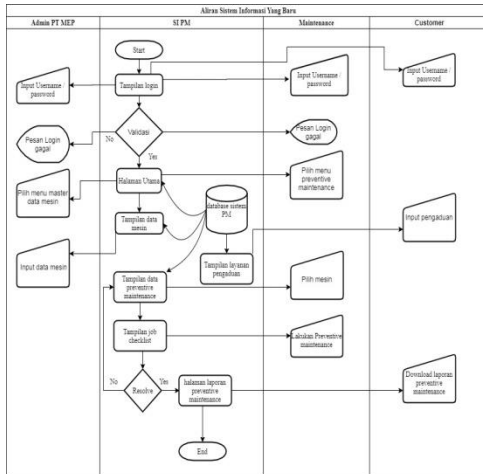 Aliran Sistem Informasi Yang Baru
Admin PT MEP
SI PM
Maintenance
Customer
Start
Input Username /
password
Tampilan login
Input Username /
password
Input Username /
password
Pesan Login
gagal
No
Validasi
Yes
Pesan Login
gagal
Pilih menu master
data mesin
Halaman Utama
Pilih menu
preventive
maintenance
database sistem
PM
Tampilan data
mesin
Input pengaduan
Input data mesin
Tampilan layanan
pengaduan
Tampilan data
preventive
maintenance
Pilih mesin
Tampilan job
checklist
Lakukan Preventive
maintenance
No
Resolve
Yes
halaman laporan
preventive
maintenance
Download laporan
preventive
maintenance
End